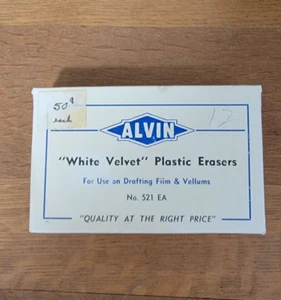 50¢
each
ALVIN
12
"White Velvet" Plastic Erasers
For Use on Drafting Film & Vellums
No. 521 EA
"QUALITY AT THE RIGHT PRICE"